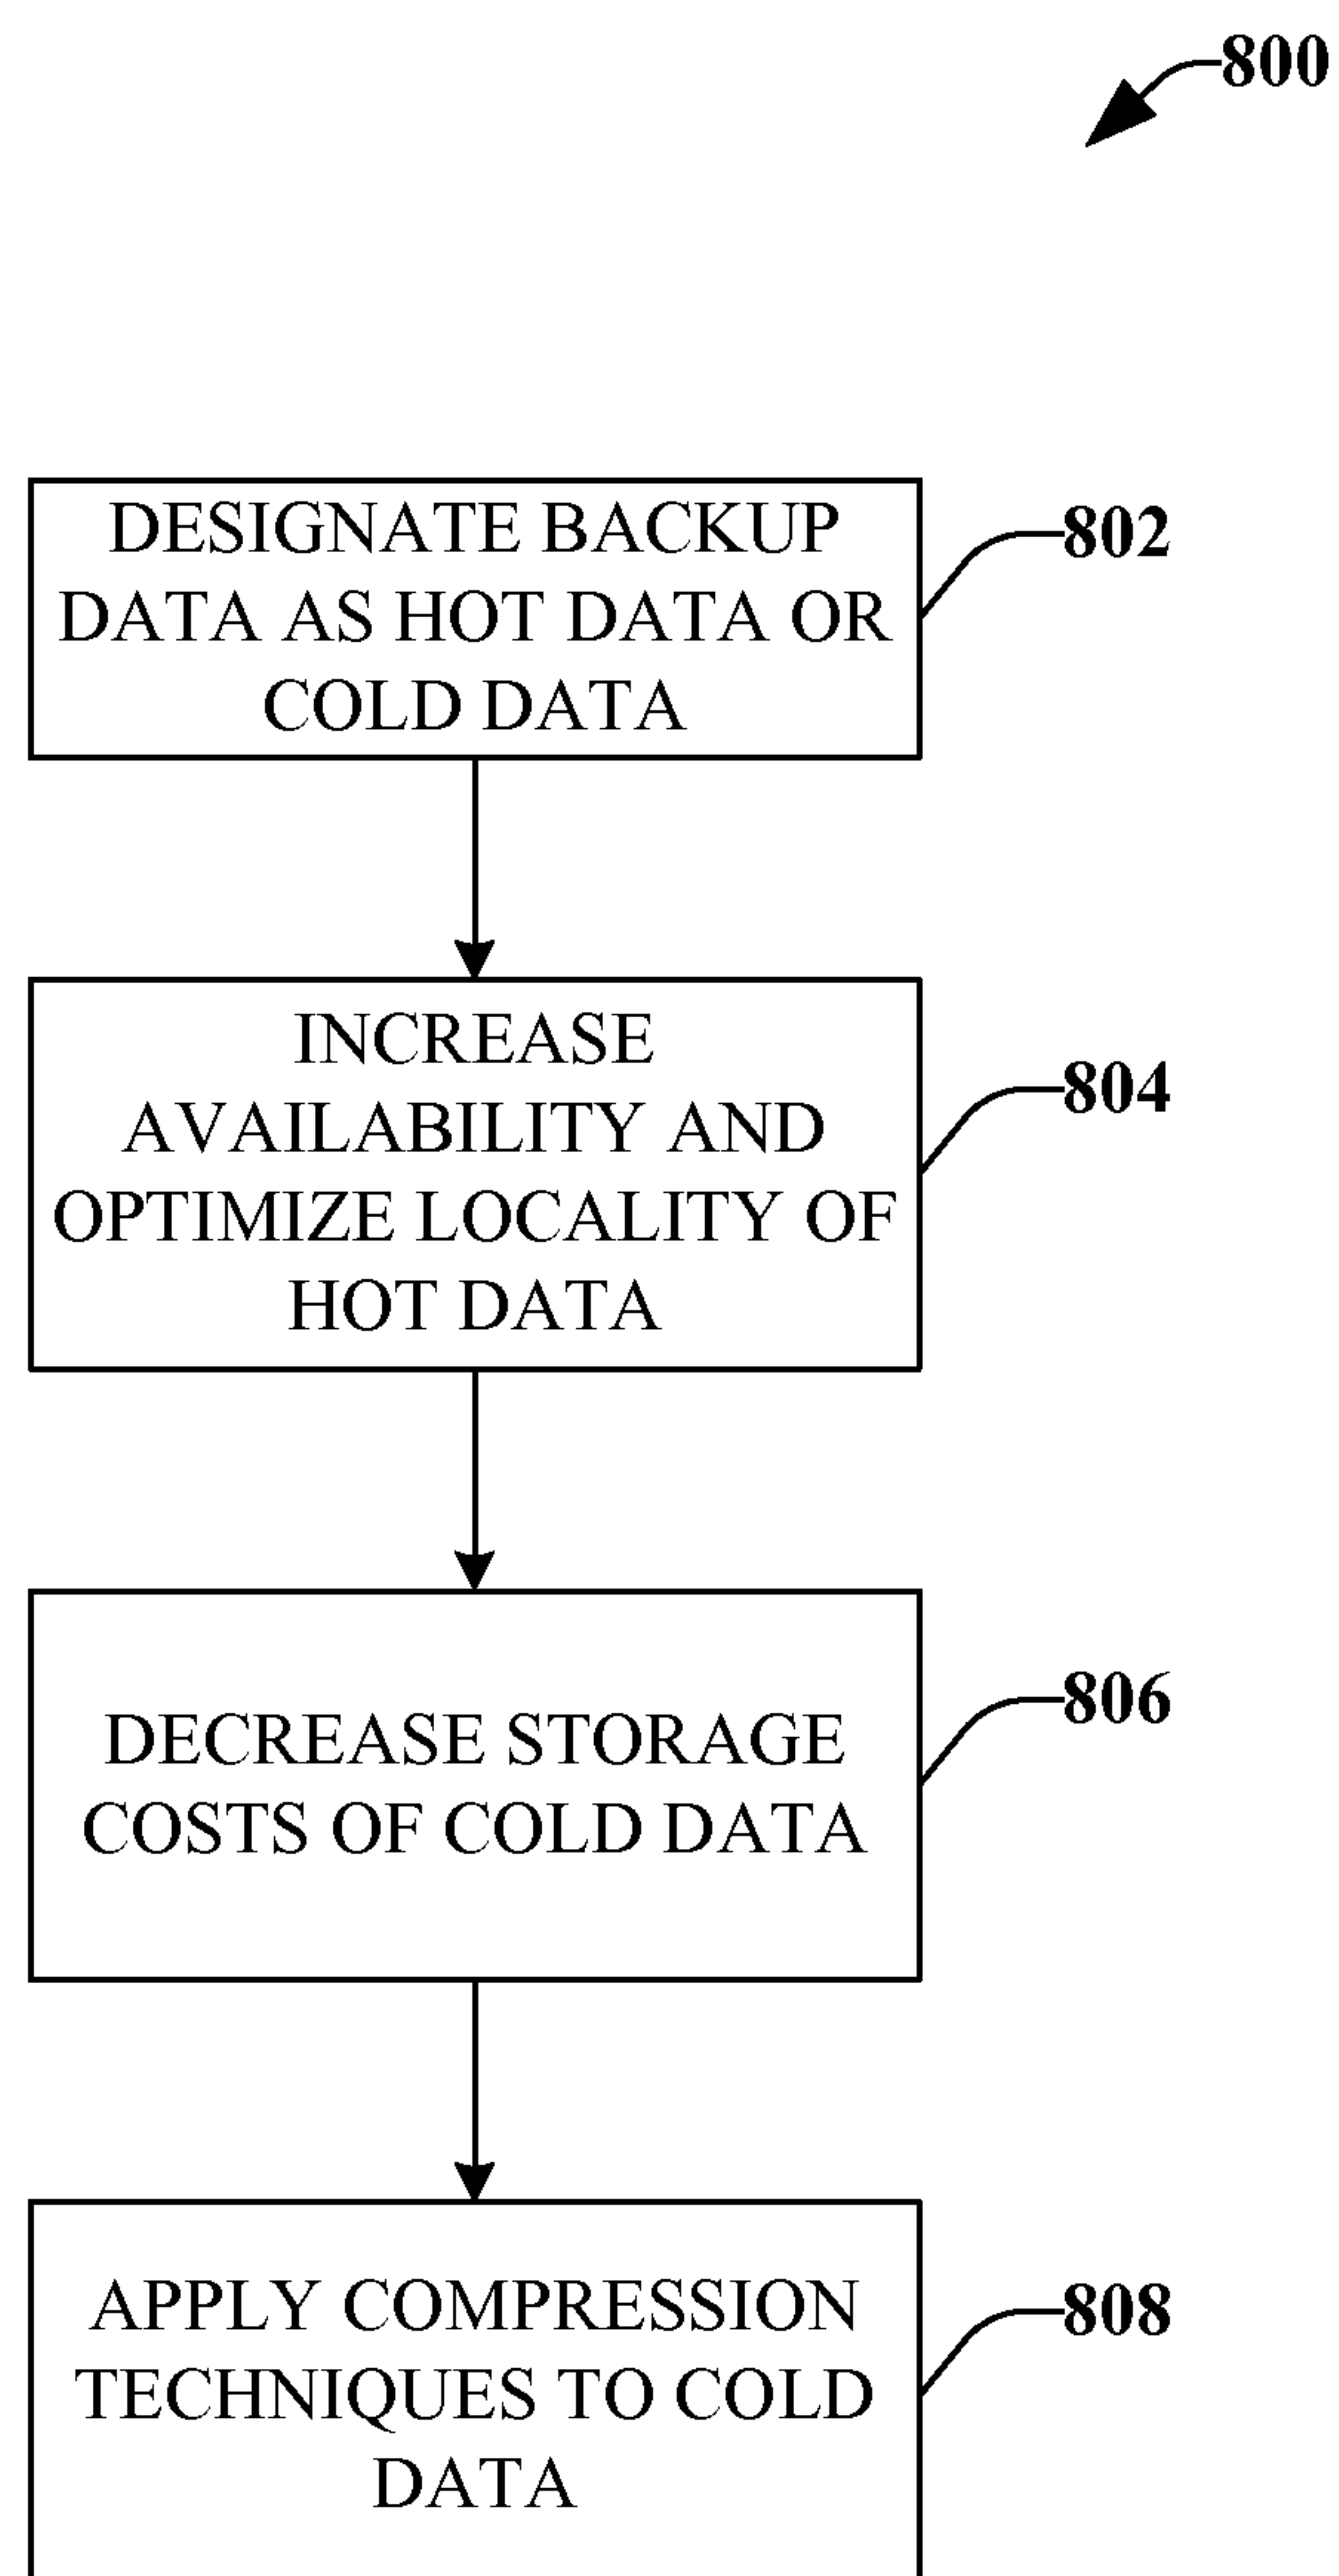 800
DESIGNATE BACKUP
DATA AS HOT DATA OR
COLD DATA
802
INCREASE
AVAILABILITY AND
OPTIMIZE LOCALITY OF
HOT DATA
804
DECREASE STORAGE
COSTS OF COLD DATA
806
APPLY COMPRESSION
TECHNIQUES TO COLD
DATA
808